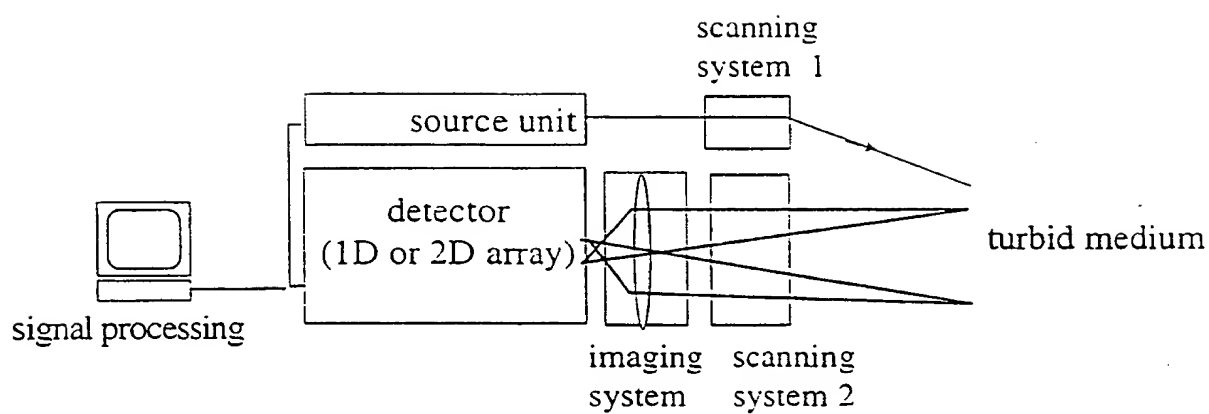 scanning
system 1
source unit
detector
(1D or 2D array)
turbid medium
signal processing
imaging
system
scanning
system 2